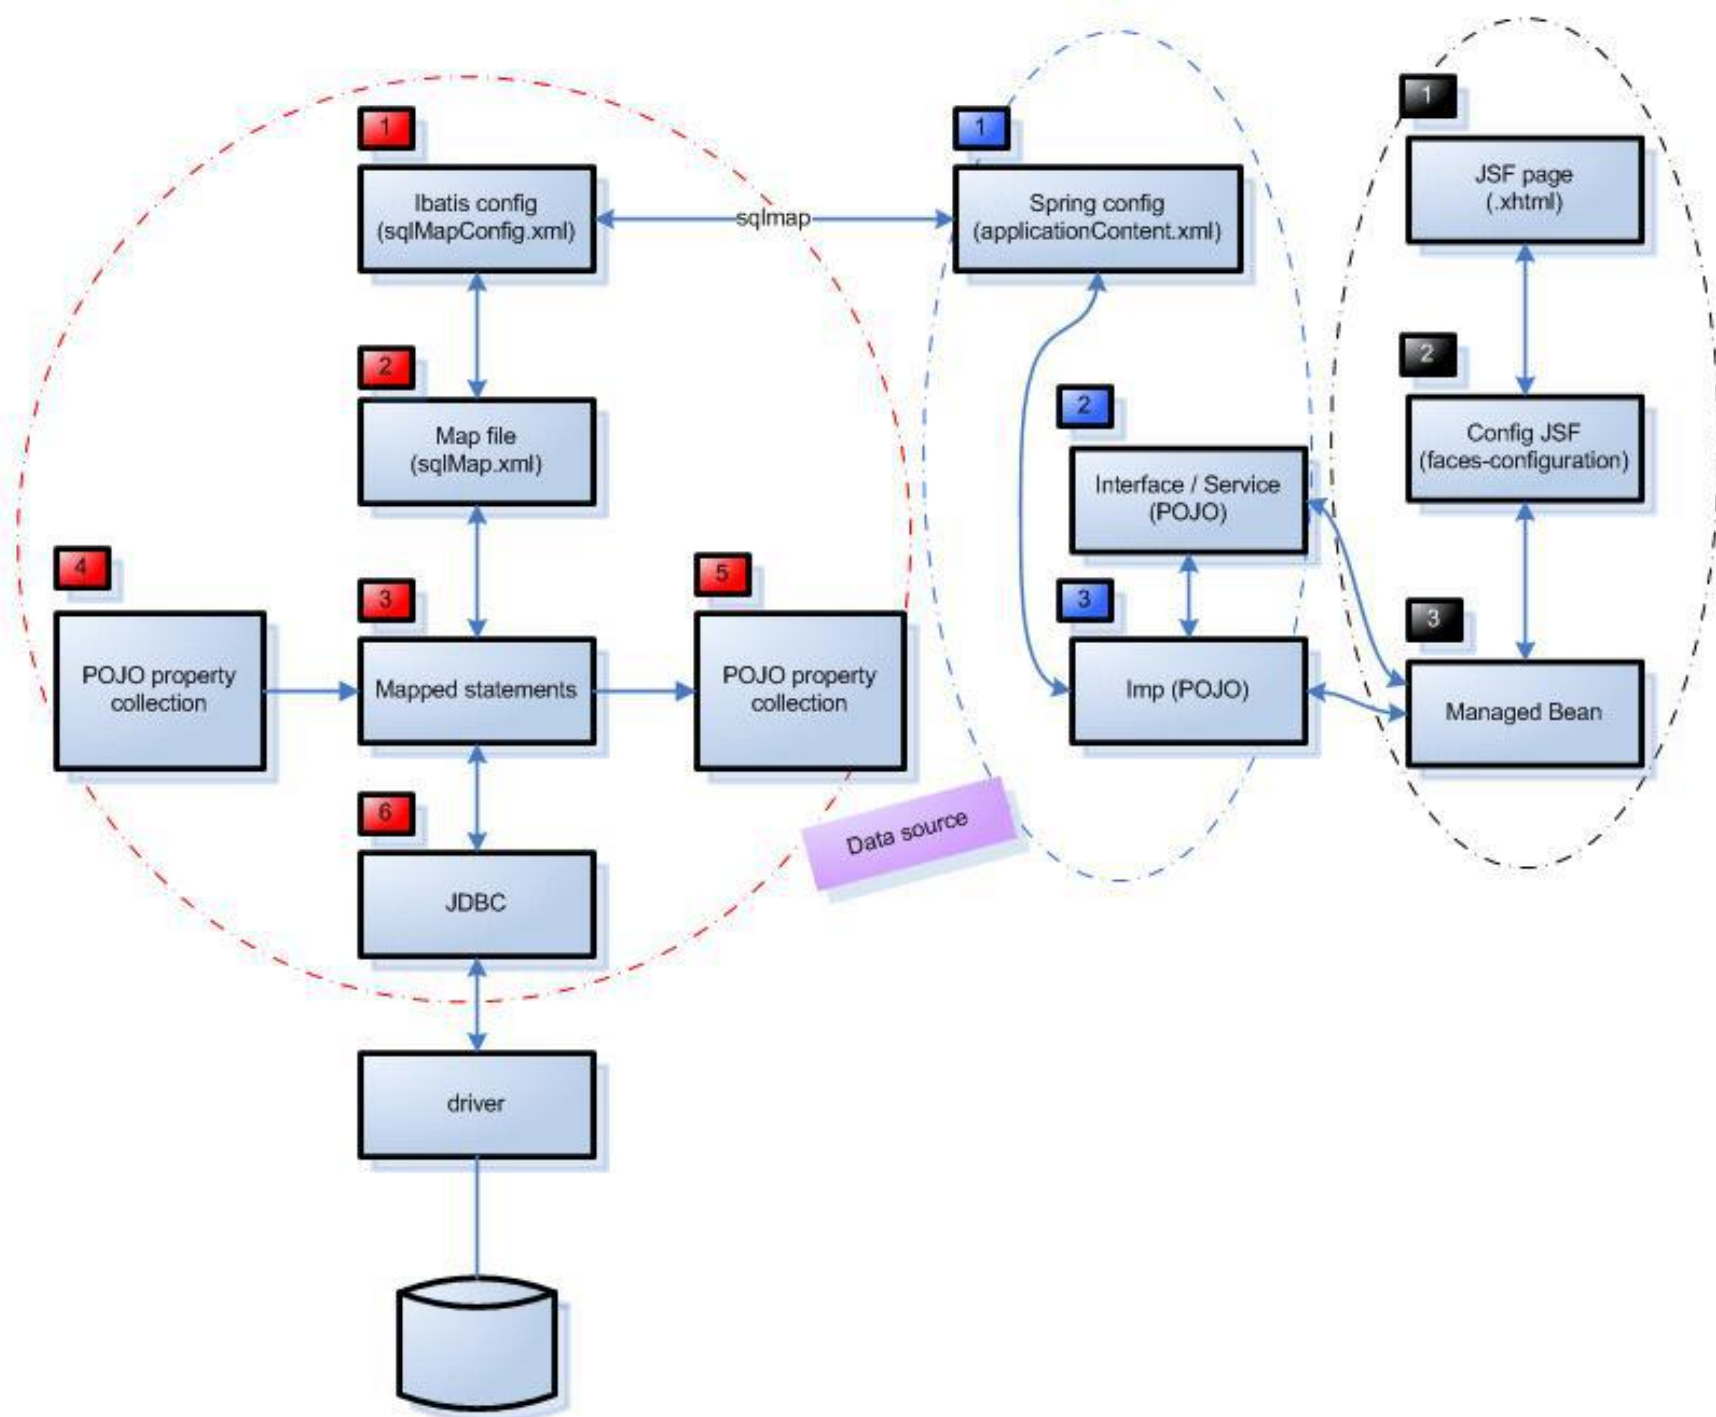 1
Ibatis config
(sqlMapConfig.xml)
sqlmap
1
Spring config
(applicationContent.xml)
1
JSF page
(.xhtml)
2
Map file
(sqlMap.xml)
2
Interface / Service
(POJO)
2
Config JSF
(faces-configuration)
4
POJO property
collection
3
Mapped statements
5
POJO property
collection
3
Imp (POJO)
3
Managed Bean
6
JDBC
Data source
driver